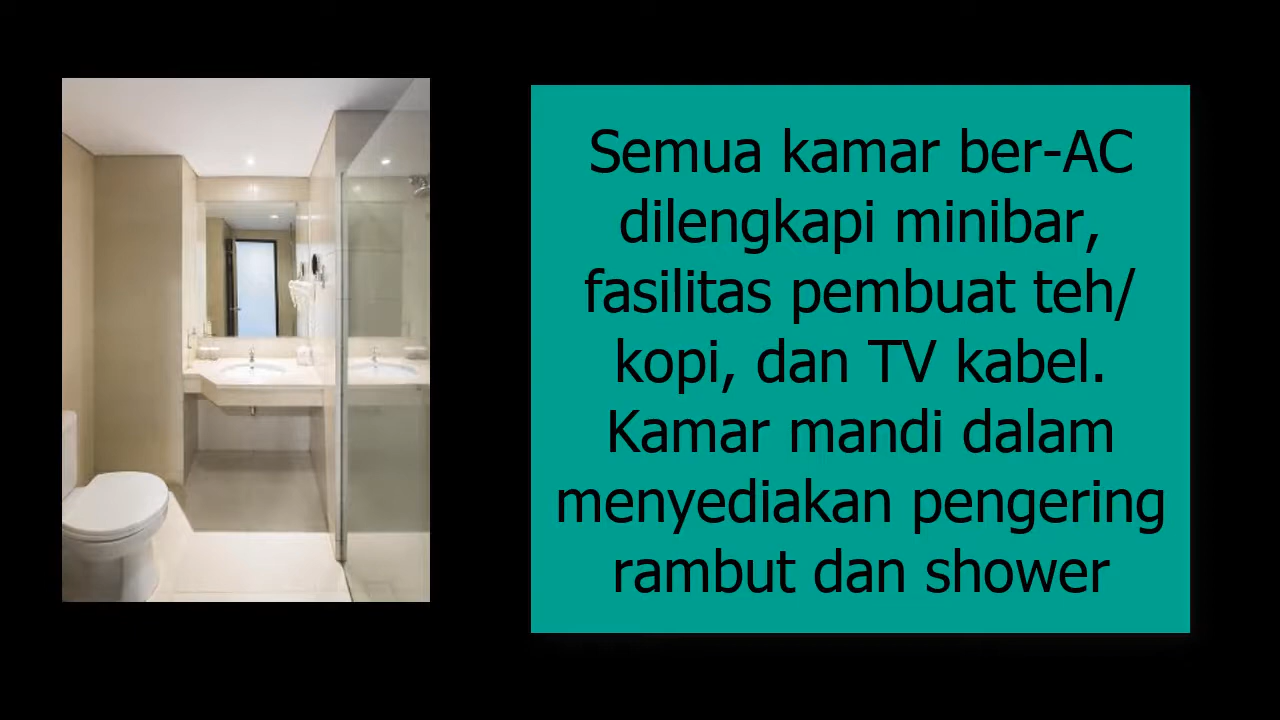 Semua kamar ber-AC
dilengkapi minibar,
fasilitas pembuat teh/
kopi, dan TV kabel.
Kamar mandi dalam
menyediakan pengering
rambut dan shower